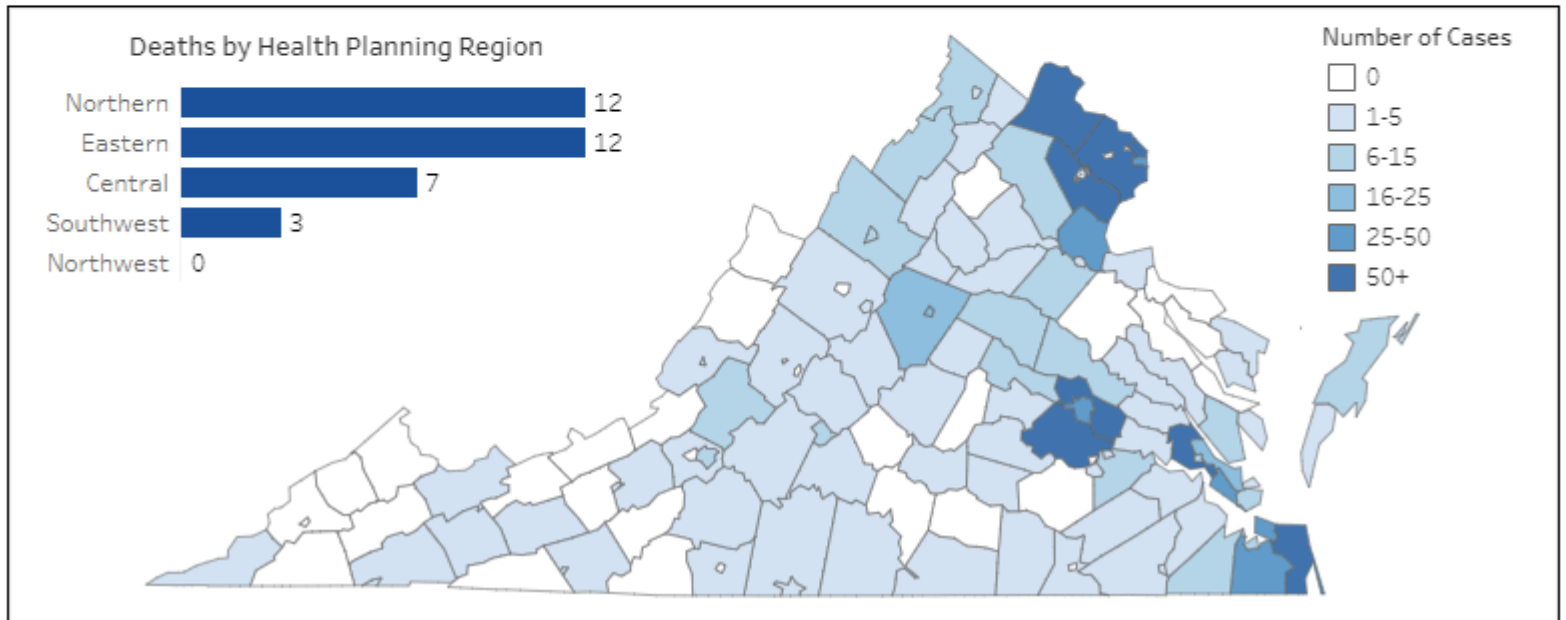 Deaths by Health Planning Region
Northern 12
Eastern 12
Central 7
Southwest 3
Northwest 0
Number of Cases
0
1-5
6-15
16-25
25-50
50+